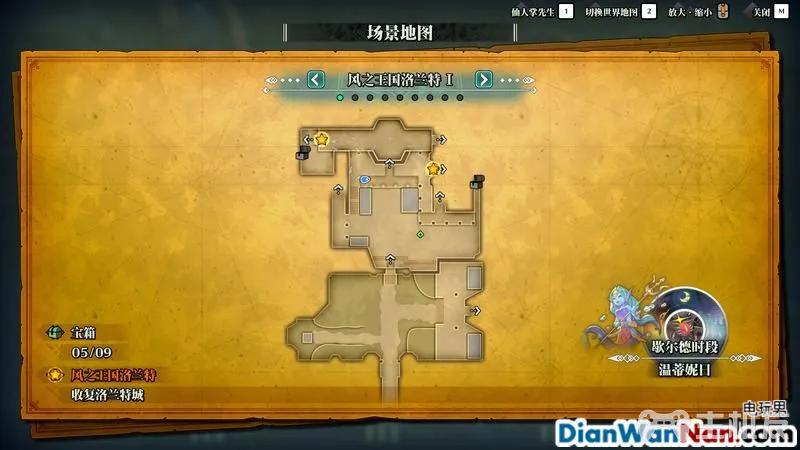 仙人掌先生 1 切换世界地图 2 放大·缩小 关闭 M
场景地图
风之王国洛兰特 I
宝箱
05/09
风之王国洛兰特
收复洛兰特城
歇尔德时段
温蒂妮日
电玩男
DianWanNan.com